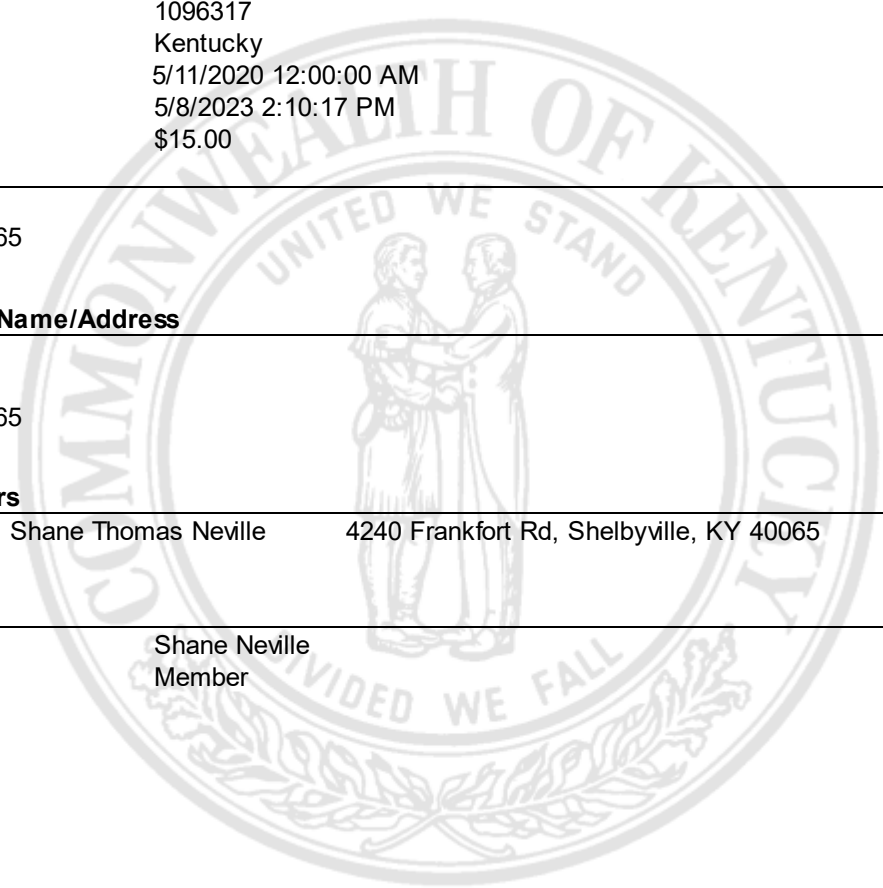 1096317
Kentucky
5/11/2020 12:00:00 AM
5/8/2023 2:10:17 PM
$15.00
65
Name/Address
65
rs
Shane Thomas Neville 4240 Frankfort Rd, Shelbyville, KY 40065
Shane Neville
Member
COMMONWEALTH OF KENTUCKY
UNITED WE STAND
DIVIDED WE FALL